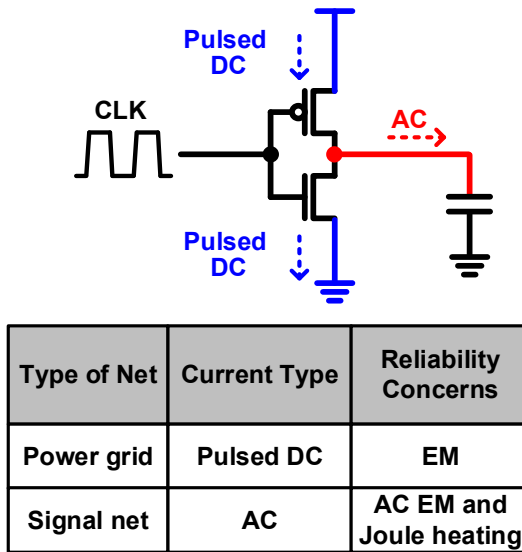 Pulsed
DC
CLK
AC
Pulsed
DC
Type of Net Current Type Reliability
Concerns
Power grid Pulsed DC EM
Signal net AC AC EM and
Joule heating